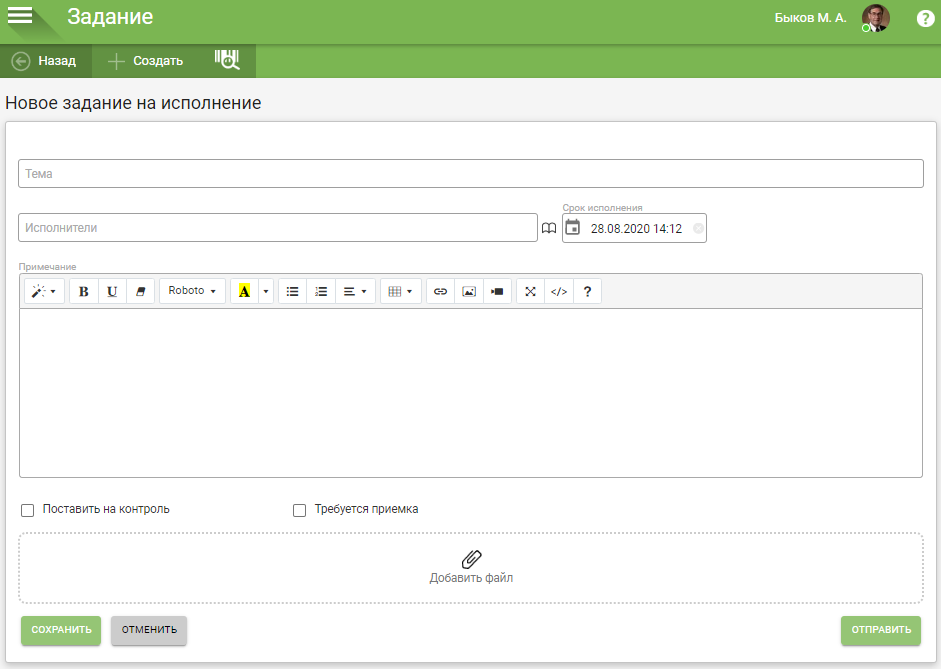 Задание
Быков М. А.
?
Назад
Создать
Новое задание на исполнение
Тема
Срок исполнения
Исполнители
28.08.2020 14:12
Примечание
B U Roboto A </> ?
Поставить на контроль
Требуется приемка
Добавить файл
СОХРАНИТЬ ОТМЕНИТЬ ОТПРАВИТЬ